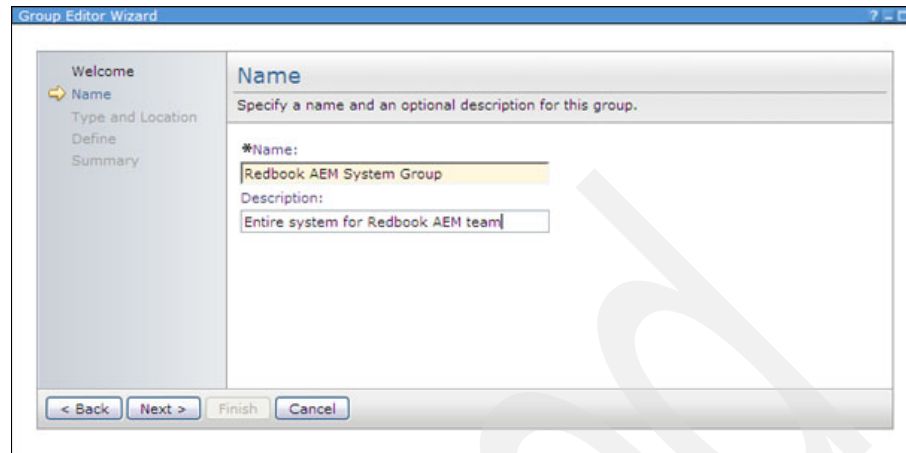 Group Editor Wizard
Welcome
Name
Type and Location
Define
Summary
Name
Specify a name and an optional description for this group.
*Name:
Redbook AEM System Group
Description:
Entire system for Redbook AEM team
< Back Next > Finish Cancel